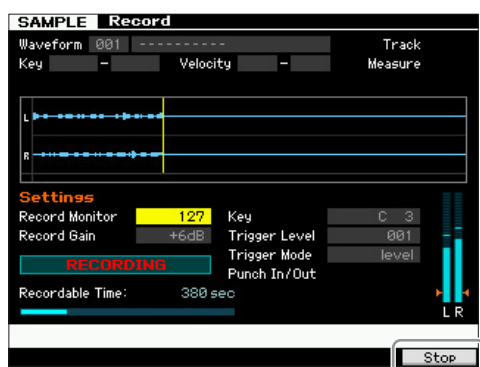 SAMPLE Record
Waveform 001 ---------- Track
Key – Velocity – Measure
L
R
Settings
Record Monitor 127 Key C 3
Record Gain +6dB Trigger Level 001
RECORDING Trigger Mode level
Punch In/Out
Recordable Time: 380 sec
L R
Stop